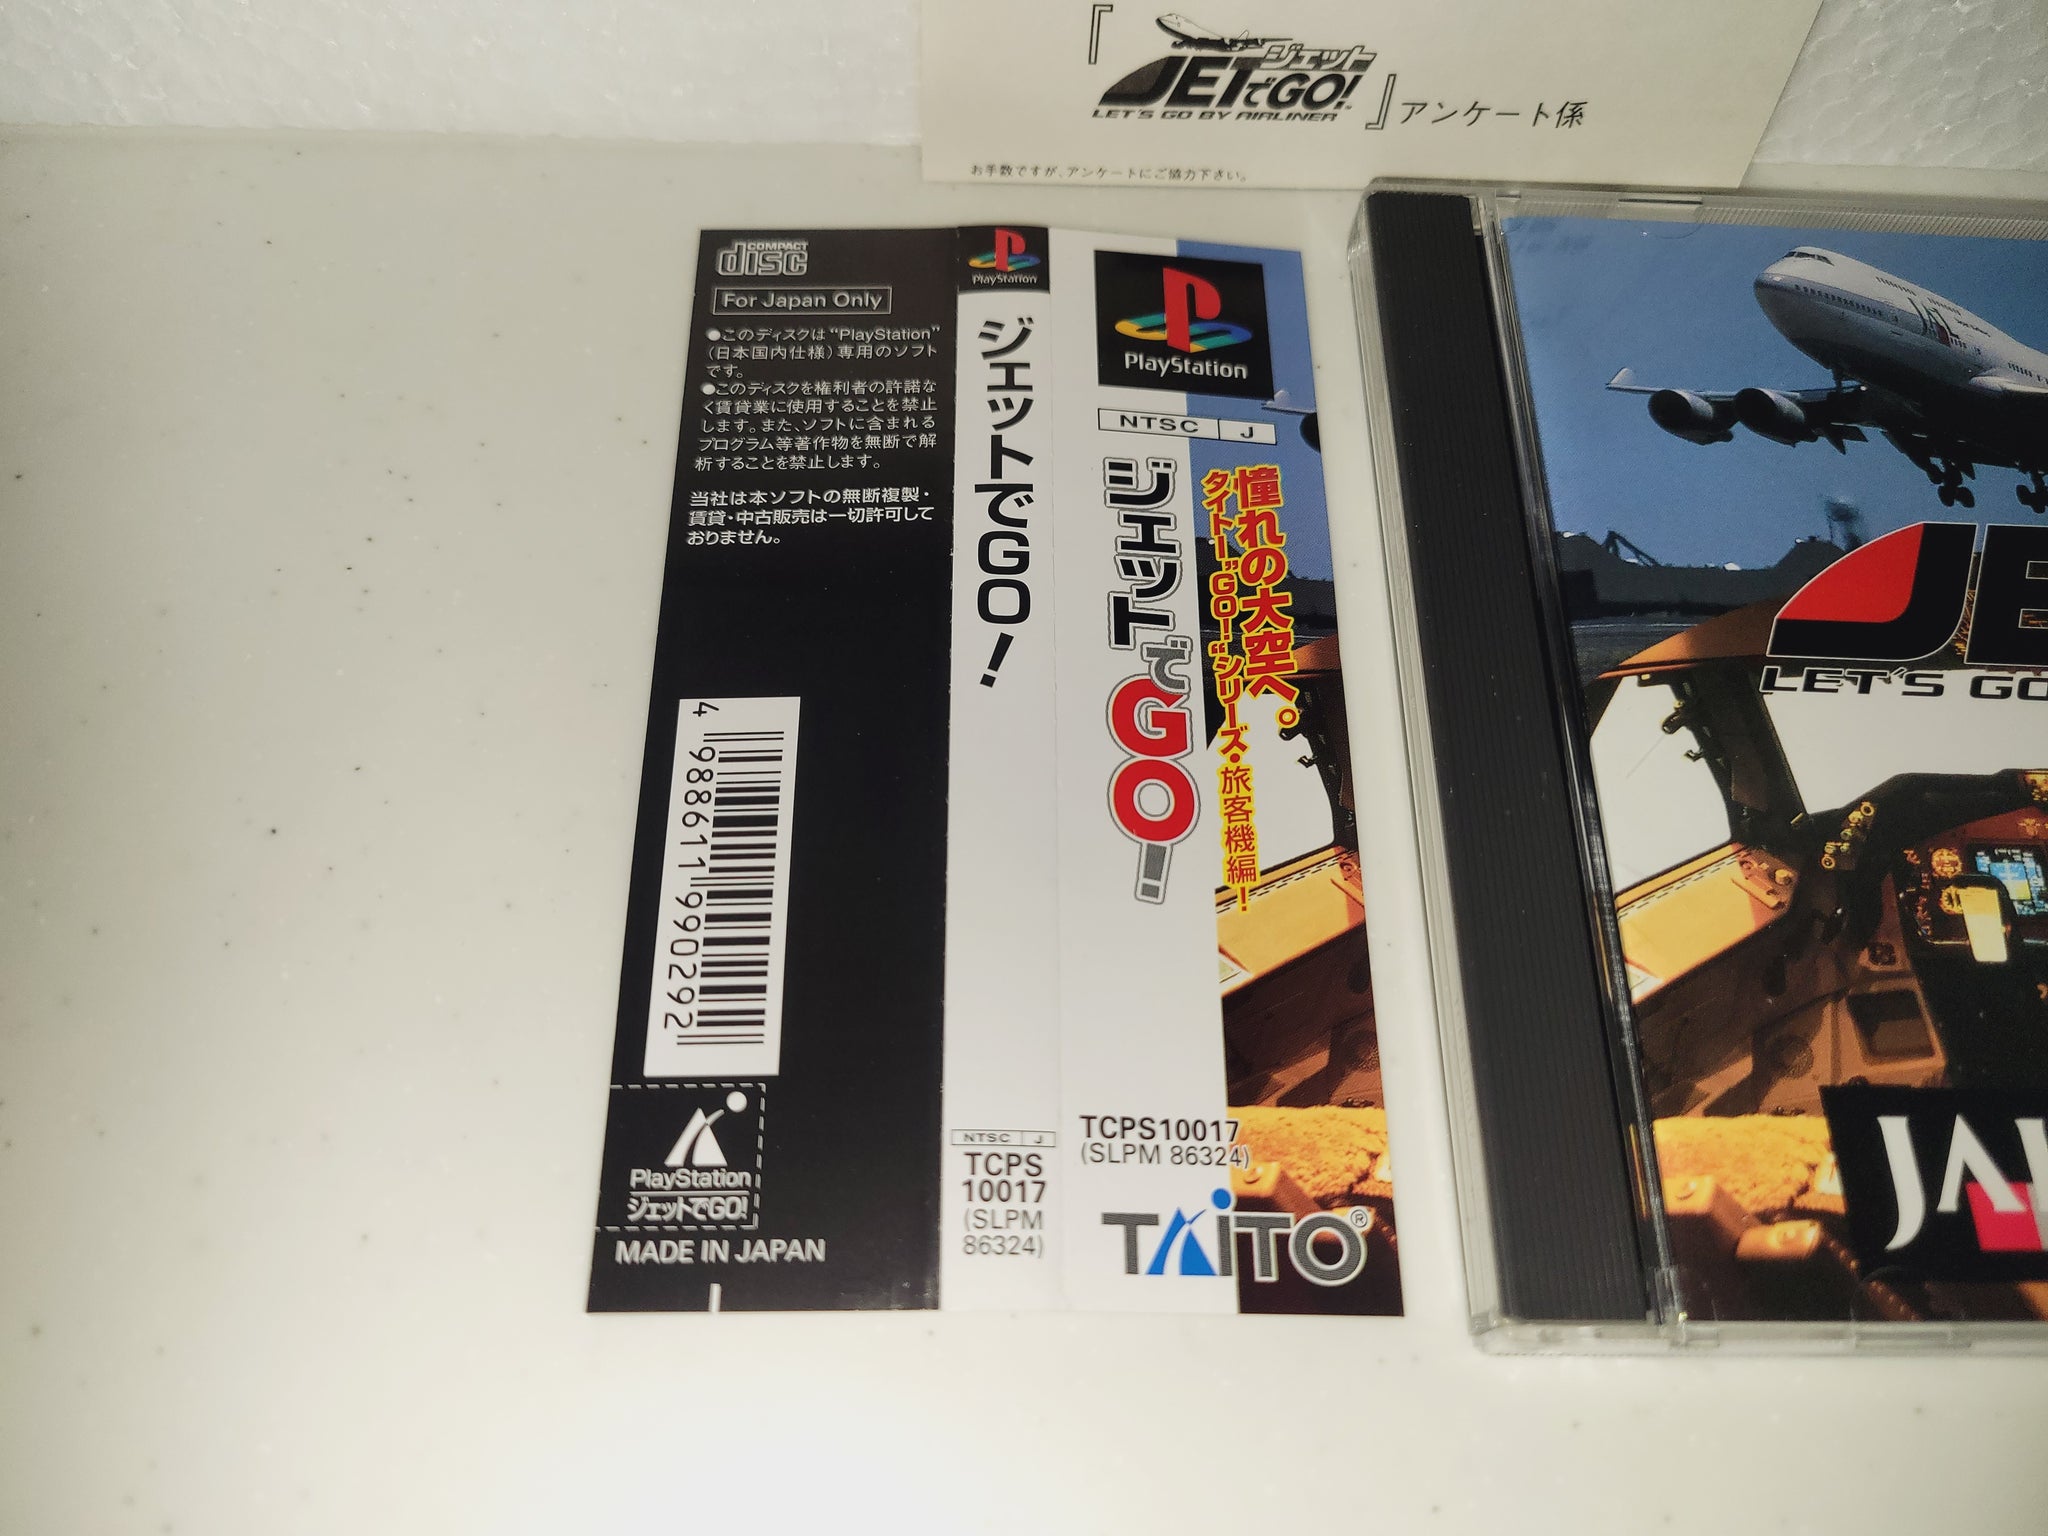 『
ジェット
JETでGO!
LET'S GO BY AIRLINER
』アンケート係
お手数ですが、アンケートにご協力下さい。
COMPACT
disc
For Japan Only
●このディスクは“PlayStation”
(日本国内仕様)専用のソフト
です。
●このディスクを権利者の許諾な
く賃貸業に使用することを禁止
します。また、ソフトに含まれる
プログラム等著作物を無断で解
析することを禁止します。
当社は本ソフトの無断複製・
賃貸・中古販売は一切許可して
おりません。
4 988611 990292
PlayStation
ジェットでGO!
MADE IN JAPAN
PlayStation
ジェットでGO!
NTSC J
TCPS
10017
(SLPM
86324)
PlayStation
NTSC J
憧れの大空へ。
タイトー"GO!"シリーズ・旅客機編!
ジェットでGO!
TCPS10017
(SLPM 86324)
TAiTO®
JAL
JE
LET'S GO
JAL